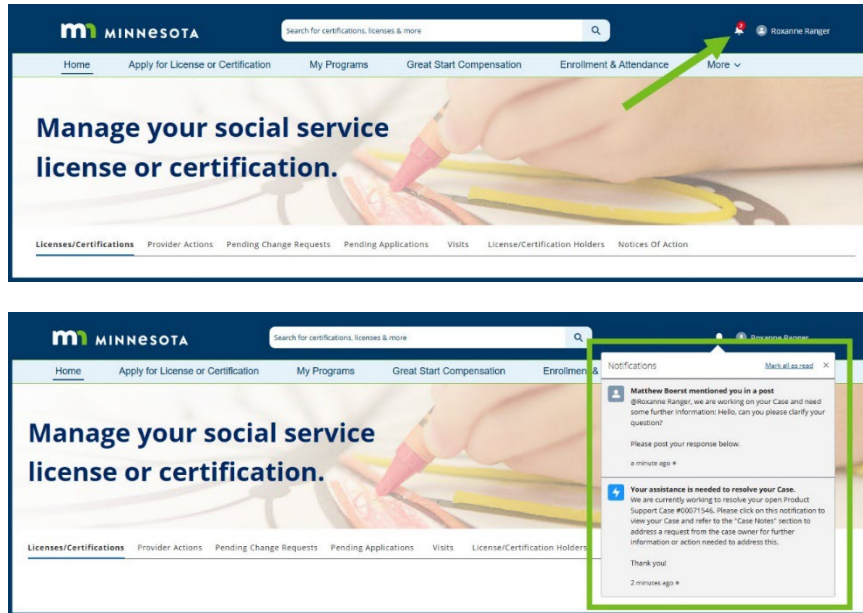 MINNESOTA
Search for certifications, licenses & more
2
Roxanne Ranger
Home Apply for License or Certification My Programs Great Start Compensation Enrollment & Attendance More
Manage your social service
license or certification.
Licenses/Certifications Provider Actions Pending Change Requests Pending Applications Visits License/Certification Holders Notices Of Action
MINNESOTA
Search for certifications, licenses & more
Roxanne Ranger
Home Apply for License or Certification My Programs Great Start Compensation Enrollment &
Manage your social service
license or certification.
Licenses/Certifications Provider Actions Pending Change Requests Pending Applications Visits License/Certification Holders
Notifications Mark all as read ×
Matthew Boerst mentioned you in a post
@Roxanne Ranger, we are working on your Case and need
some further information: Hello, can you please clarify your
question?
Please post your response below.
a minute ago
Your assistance is needed to resolve your Case.
We are currently working to resolve your open Product
Support Case #00071546. Please click on this notification to
view your Case and refer to the "Case Notes" section to
address a request from the case owner for further
information or action needed to address this.
Thank you!
2 minutes ago